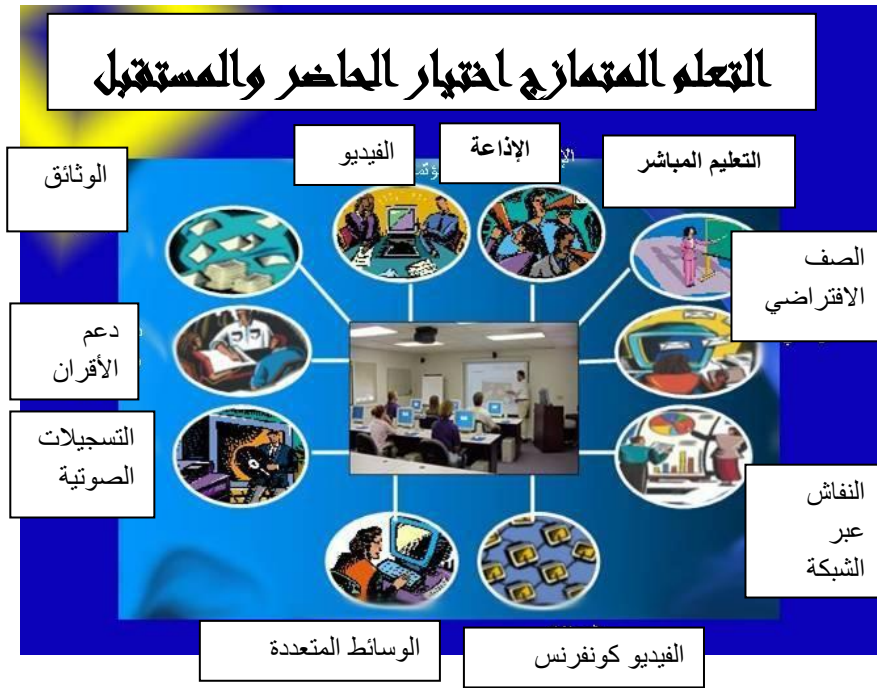 التعلم المتمازج اختيار الحاضر والمستقبل
التعليم المباشر
الإذاعة
الفيديو
الوثائق
الصف
الافتراضي
دعم
الأقران
التسجيلات
الصوتية
النفاش
عبر
الشبكة
الفيديو كونفرنس
الوسائط المتعددة